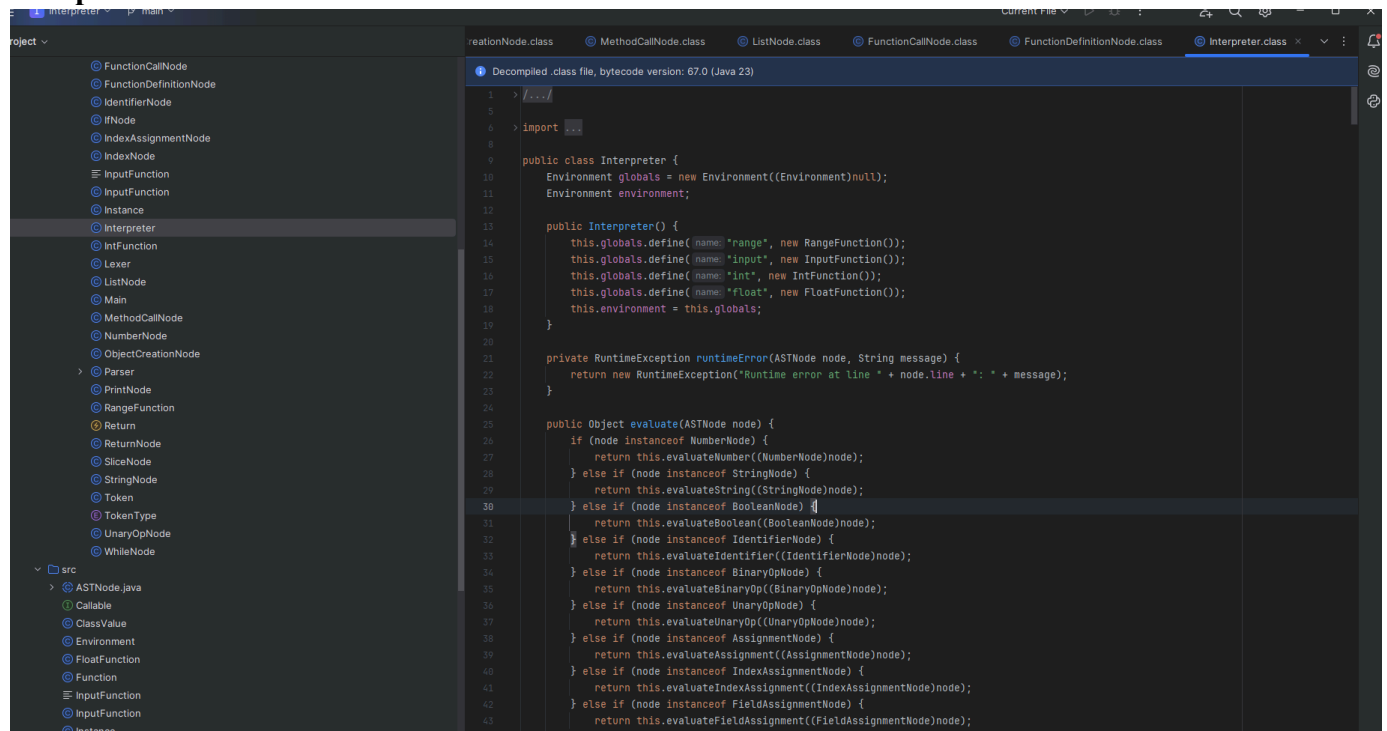 Interpreter main
Current File
roject
reationNode.class MethodCallNode.class ListNode.class FunctionCallNode.class FunctionDefinitionNode.class Interpreter.class
FunctionCallNode
FunctionDefinitionNode
IdentifierNode
IfNode
IndexAssignmentNode
IndexNode
InputFunction
InputFunction
Instance
Interpreter
IntFunction
Lexer
ListNode
Main
MethodCallNode
NumberNode
ObjectCreationNode
Parser
PrintNode
RangeFunction
Return
ReturnNode
SliceNode
StringNode
Token
TokenType
UnaryOpNode
WhileNode
src
ASTNode.java
Callable
ClassValue
Environment
FloatFunction
Function
InputFunction
InputFunction
Instance
Decompiled .class file, bytecode version: 67.0 (Java 23)
1 > /.../
5
6 > import ...
8
9 public class Interpreter {
10 Environment globals = new Environment((Environment)null);
11 Environment environment;
12
13 public Interpreter() {
14 this.globals.define( name: "range", new RangeFunction());
15 this.globals.define( name: "input", new InputFunction());
16 this.globals.define( name: "int", new IntFunction());
17 this.globals.define( name: "float", new FloatFunction());
18 this.environment = this.globals;
19 }
20
21 private RuntimeException runtimeError(ASTNode node, String message) {
22 return new RuntimeException("Runtime error at line " + node.line + ": " + message);
23 }
24
25 public Object evaluate(ASTNode node) {
26 if (node instanceof NumberNode) {
27 return this.evaluateNumber((NumberNode)node);
28 } else if (node instanceof StringNode) {
29 return this.evaluateString((StringNode)node);
30 } else if (node instanceof BooleanNode) {
31 return this.evaluateBoolean((BooleanNode)node);
32 } else if (node instanceof IdentifierNode) {
33 return this.evaluateIdentifier((IdentifierNode)node);
34 } else if (node instanceof BinaryOpNode) {
35 return this.evaluateBinaryOp((BinaryOpNode)node);
36 } else if (node instanceof UnaryOpNode) {
37 return this.evaluateUnaryOp((UnaryOpNode)node);
38 } else if (node instanceof AssignmentNode) {
39 return this.evaluateAssignment((AssignmentNode)node);
40 } else if (node instanceof IndexAssignmentNode) {
41 return this.evaluateIndexAssignment((IndexAssignmentNode)node);
42 } else if (node instanceof FieldAssignmentNode) {
43 return this.evaluateFieldAssignment((FieldAssignmentNode)node);